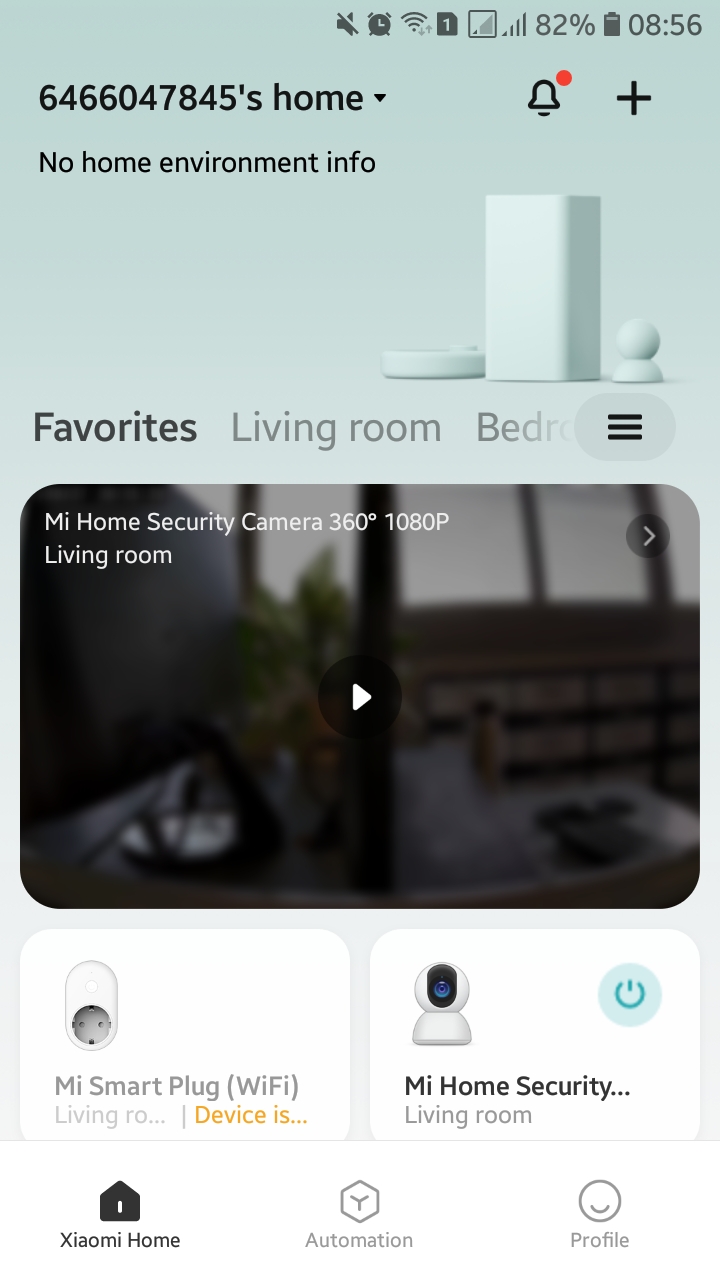 82% 08:56
1
6466047845's home
No home environment info
Favorites Living room Bedro
Mi Home Security Camera 360° 1080P
Living room
Mi Smart Plug (WiFi)
Living ro... | Device is...
Mi Home Security...
Living room
Xiaomi Home Automation Profile